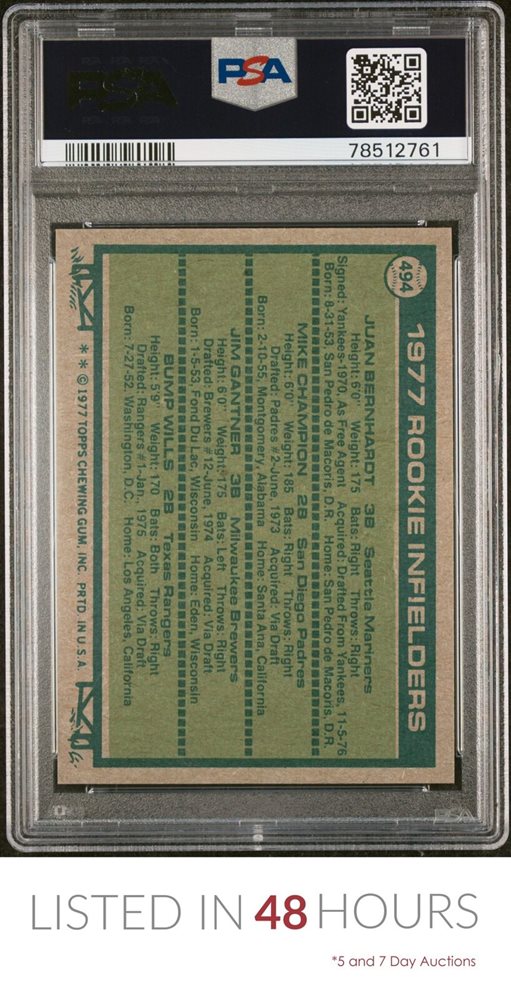 PSA
PSA
78512761
494
1977 ROOKIE INFIELDERS
JUAN BERNHARDT 3B Seattle Mariners
Height: 6'0" Weight: 175 Bats: Right Throws: Right
Signed: Yankees-1970, As Free Agent Acquired: Drafted From Yankees, 11-5-76
Born: 8-31-53, San Pedro de Macoris, D.R. Home: San Pedro de Macoris, D.R.
MIKE CHAMPION 2B San Diego Padres
Height: 6'0" Weight: 185 Bats: Right Throws: Right
Drafted: Padres #2-June, 1973 Acquired: Via Draft
Born: 2-10-55, Montgomery, Alabama Home: Santa Ana, California
JIM GANTNER 3B Milwaukee Brewers
Height: 6'0" Weight: 175 Bats: Left Throws: Right
Drafted: Brewers #12-June, 1974 Acquired: Via Draft
Born: 1-5-53, Fond Du Lac, Wisconsin Home: Eden, Wisconsin
BUMP WILLS 2B Texas Rangers
Height: 5'9" Weight: 170 Bats: Both Throws: Right
Drafted: Rangers #1-Jan., 1975 Acquired: Via Draft
Born: 7-27-52, Washington, D.C. Home: Los Angeles, California
* * © 1977 TOPPS CHEWING GUM, INC. PRTD. IN U.S.A.
PSA
LISTED IN 48 HOURS
*5 and 7 Day Auctions